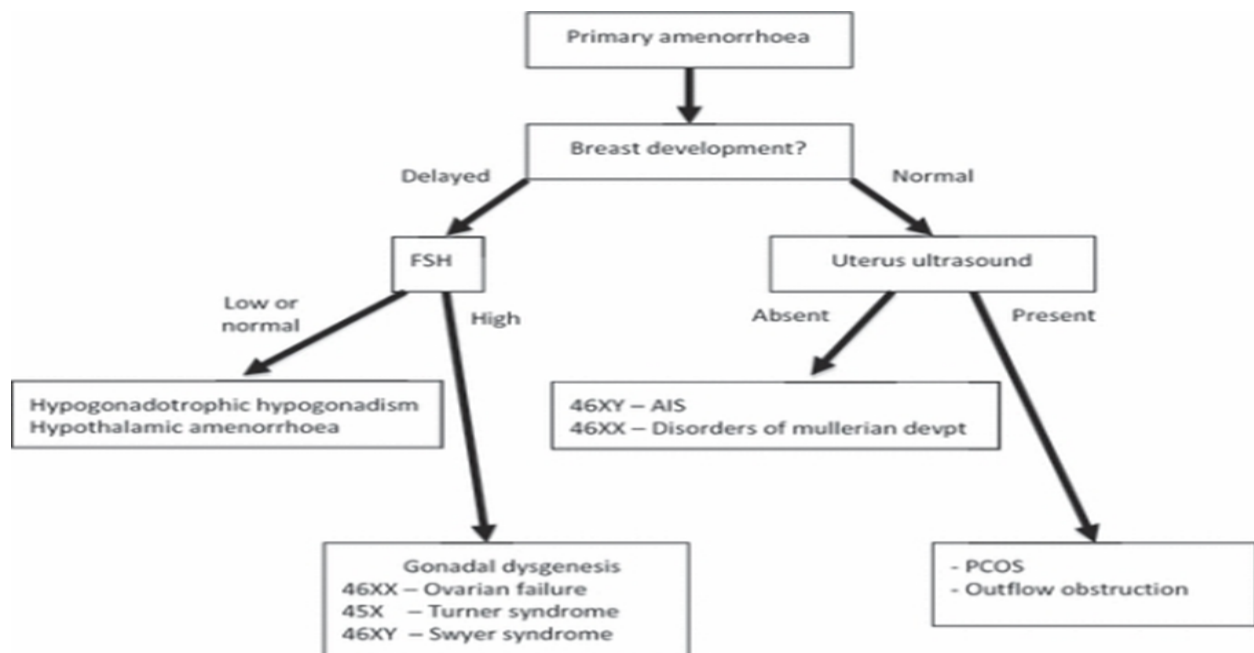 Primary amenorrhoea
Breast development?
Delayed
Normal
FSH
Uterus ultrasound
Low or
normal
High
Absent
Present
Hypogonadotrophic hypogonadism
Hypothalamic amenorrhoea
46XY – AIS
46XX – Disorders of mullerian devpt
Gonadal dysgenesis
46XX – Ovarian failure
45X – Turner syndrome
46XY – Swyer syndrome
- PCOS
- Outflow obstruction